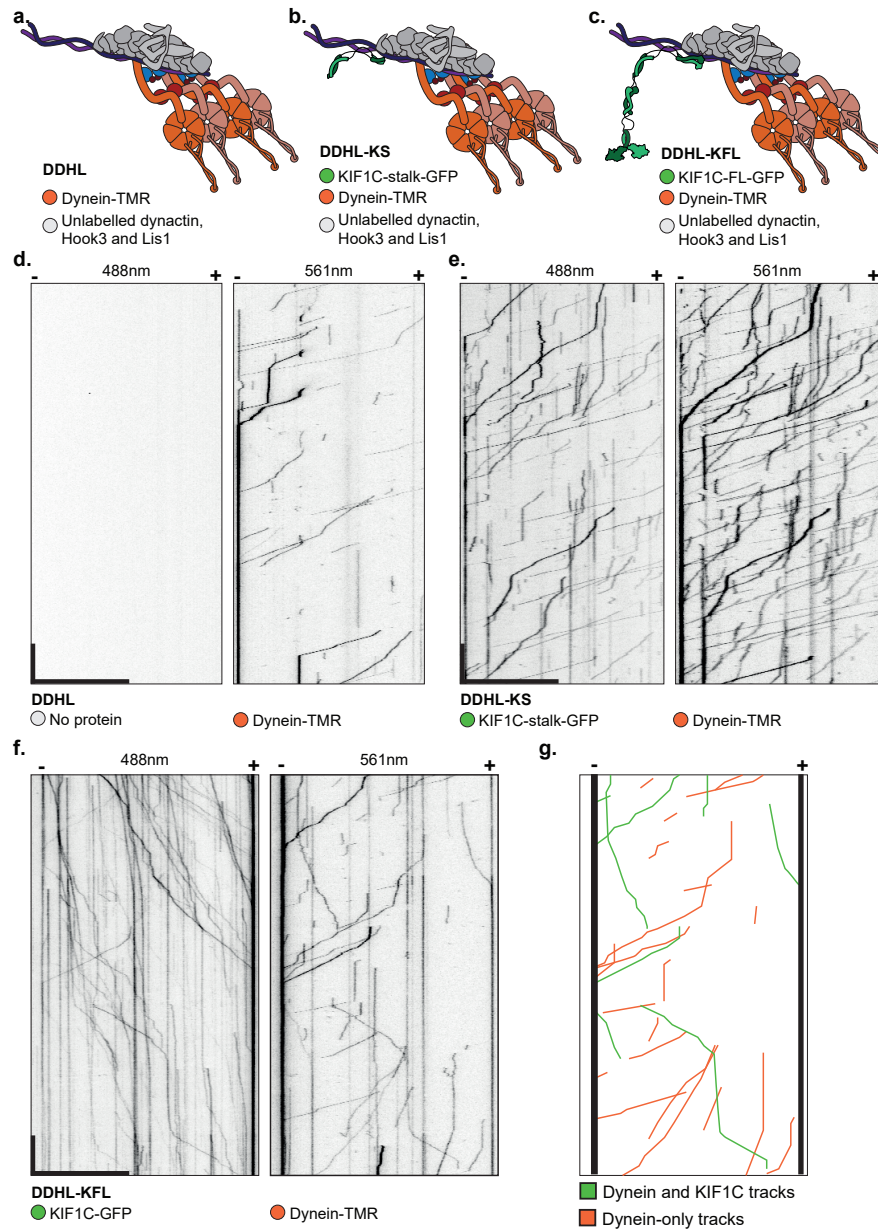 a.
b.
c.
DDHL
Dynein-TMR
Unlabelled dynactin,
Hook3 and Lis1
DDHL-KS
KIF1C-stalk-GFP
Dynein-TMR
Unlabelled dynactin,
Hook3 and Lis1
DDHL-KFL
KIF1C-FL-GFP
Dynein-TMR
Unlabelled dynactin,
Hook3 and Lis1
d.
- 488nm +
561nm
- +
e.
- 488nm +
561nm
- +
DDHL
No protein
Dynein-TMR
DDHL-KS
KIF1C-stalk-GFP
Dynein-TMR
f.
- 488nm +
561nm
- +
g.
- +
DDHL-KFL
KIF1C-GFP
Dynein-TMR
Dynein and KIF1C tracks
Dynein-only tracks